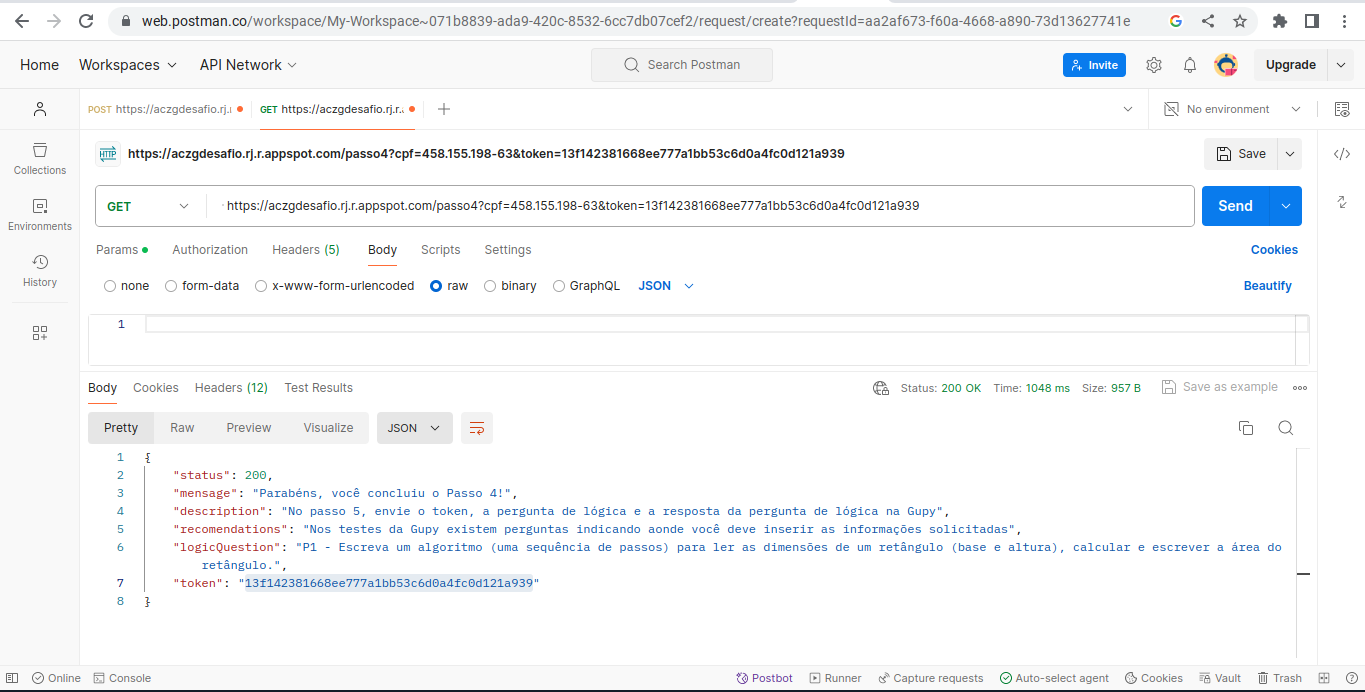 web.postman.co/workspace/My-Workspace~071b8839-ada9-420c-8532-6cc7db07cef2/request/create?requestId=aa2af673-f60a-4668-a890-73d13627741e
Home Workspaces API Network Search Postman Invite Upgrade
POST https://aczgdesafio.rj.r GET https://aczgdesafio.rj.r. No environment
HTTP https://aczgdesafio.rj.r.appspot.com/passo4?cpf=458.155.198-63&token=13f142381668ee777a1bb53c6d0a4fc0d121a939 Save
Collections
Environments
History
GET https://aczgdesafio.rj.r.appspot.com/passo4?cpf=458.155.198-63&token=13f142381668ee777a1bb53c6d0a4fc0d121a939 Send
Params Authorization Headers (5) Body Scripts Settings Cookies
none form-data x-www-form-urlencoded raw binary GraphQL JSON Beautify
1
Body Cookies Headers (12) Test Results Status: 200 OK Time: 1048 ms Size: 957 B Save as example
Pretty Raw Preview Visualize JSON
1 {
2 "status": 200,
3 "mensage": "Parabéns, você concluiu o Passo 4!",
4 "description": "No passo 5, envie o token, a pergunta de lógica e a resposta da pergunta de lógica na Gupy",
5 "recomendations": "Nos testes da Gupy existem perguntas indicando aonde você deve inserir as informações solicitadas",
6 "logicQuestion": "P1 - Escreva um algoritmo (uma sequência de passos) para ler as dimensões de um retângulo (base e altura), calcular e escrever a área do
retângulo.",
7 "token": "13f142381668ee777a1bb53c6d0a4fc0d121a939"
8 }
Online Console Postbot Runner Capture requests Auto-select agent Cookies Vault Trash